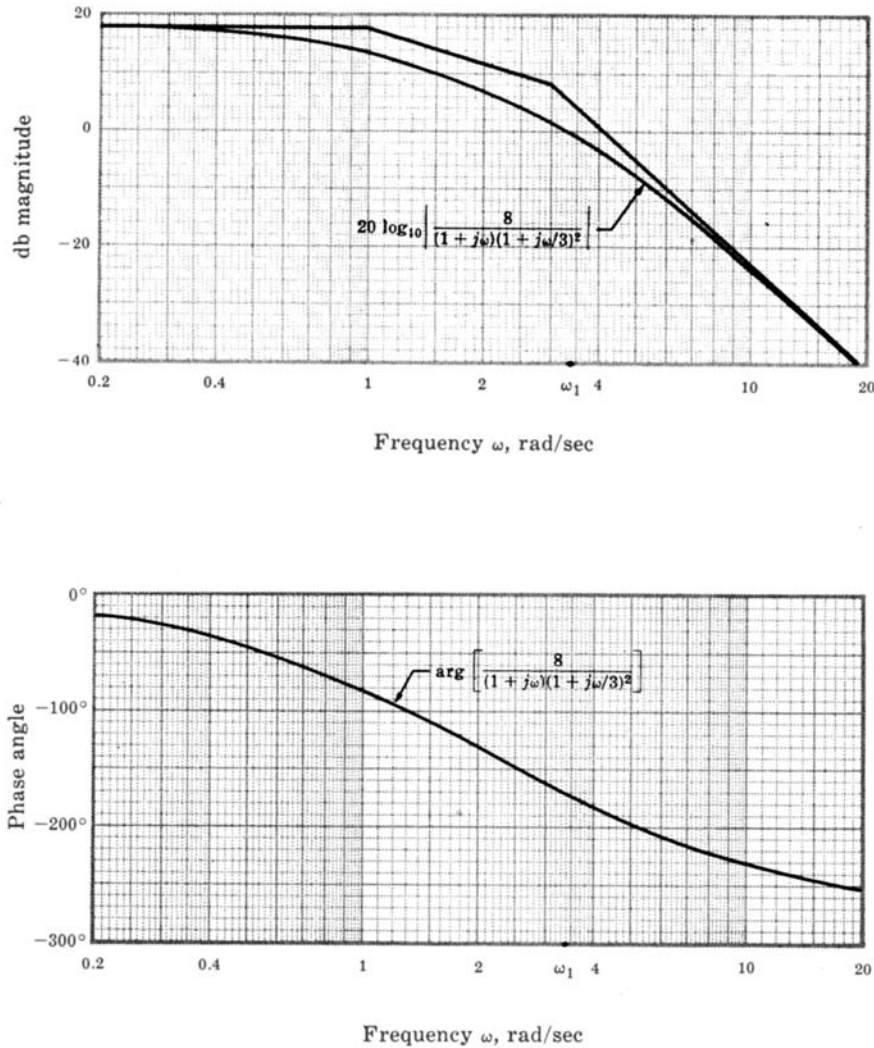 20
0
−20
−40
db magnitude
20 log₁₀ | 8 / (1 + jω)(1 + jω/3)² |
0.2 0.4 1 2 ω₁ 4 10 20
Frequency ω, rad/sec
0°
−100°
−200°
−300°
Phase angle
arg [ 8 / (1 + jω)(1 + jω/3)² ]
0.2 0.4 1 2 ω₁ 4 10 20
Frequency ω, rad/sec